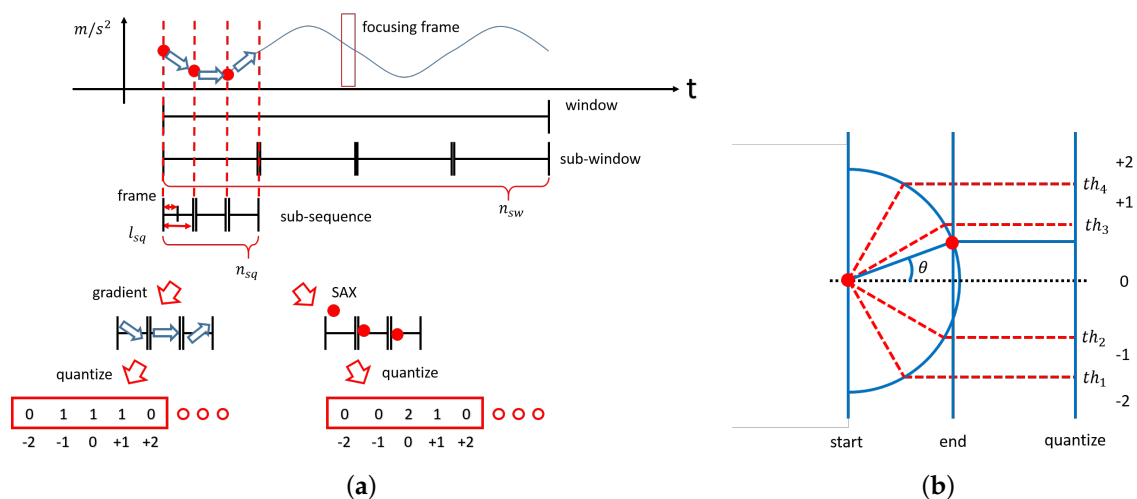 m/s²
focusing frame
t
window
sub-window
n_sw
frame
sub-sequence
l_sq
n_sq
gradient
SAX
quantize
quantize
0 1 1 1 0
-2 -1 0 +1 +2
0 0 2 1 0
-2 -1 0 +1 +2
(a)
+2
th₄
+1
th₃
θ
0
th₂
-1
th₁
-2
start end quantize
(b)